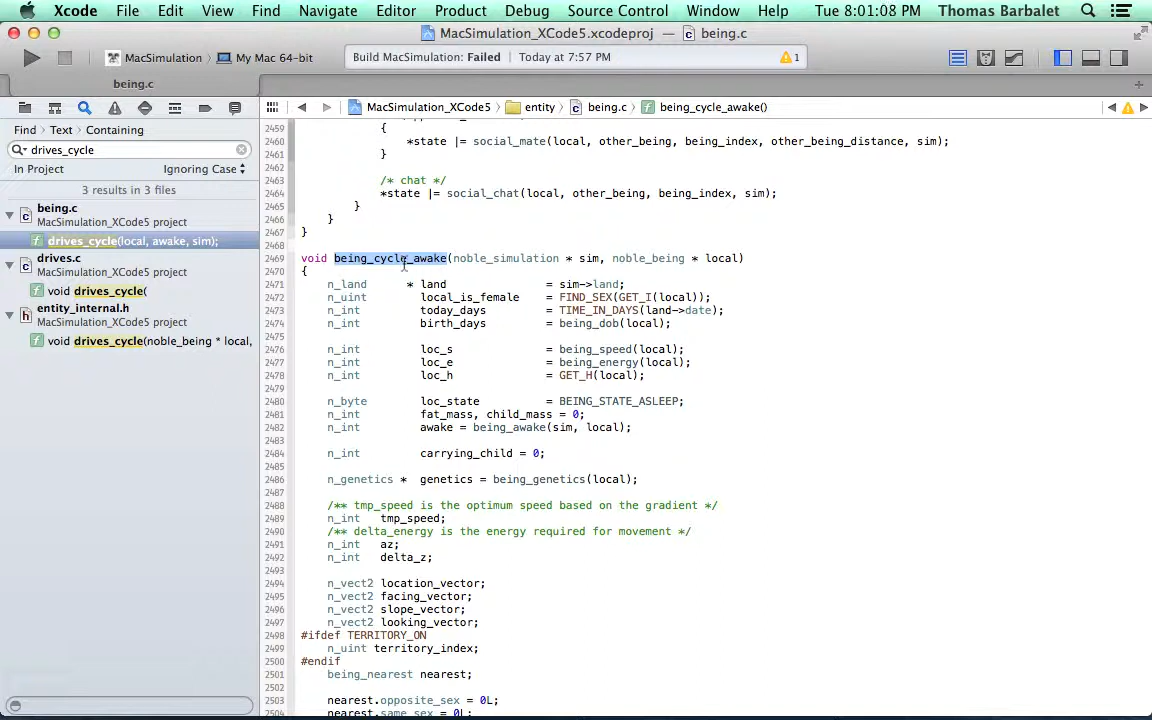 Xcode File Edit View Find Navigate Editor Product Debug Source Control Window Help Tue 8:01:08 PM Thomas Barbalet
MacSimulation_XCode5.xcodeproj — being.c
MacSimulation › My Mac 64-bit
Build MacSimulation: Failed | Today at 7:57 PM 1
being.c
MacSimulation_XCode5 › entity › being.c › being_cycle_awake()
Find › Text › Containing
drives_cycle
In Project Ignoring Case
3 results in 3 files
being.c
MacSimulation_XCode5 project
drives_cycle(local, awake, sim);
drives.c
MacSimulation_XCode5 project
void drives_cycle(
entity_internal.h
MacSimulation_XCode5 project
void drives_cycle(noble_being * local,
2459
2460 {
*state |= social_mate(local, other_being, being_index, other_being_distance, sim);
2461 }
2462
2463 /* chat */
2464 *state |= social_chat(local, other_being, being_index, sim);
2465 }
2466 }
2467 }
2468
2469 void being_cycle_awake(noble_simulation * sim, noble_being * local)
2470 {
2471 n_land * land = sim->land;
2472 n_uint local_is_female = FIND_SEX(GET_I(local));
2473 n_int today_days = TIME_IN_DAYS(land->date);
2474 n_int birth_days = being_dob(local);
2475
2476 n_int loc_s = being_speed(local);
2477 n_int loc_e = being_energy(local);
2478 n_int loc_h = GET_H(local);
2479
2480 n_byte loc_state = BEING_STATE_ASLEEP;
2481 n_int fat_mass, child_mass = 0;
2482 n_int awake = being_awake(sim, local);
2483
2484 n_int carrying_child = 0;
2485
2486 n_genetics * genetics = being_genetics(local);
2487
2488 /** tmp_speed is the optimum speed based on the gradient */
2489 n_int tmp_speed;
2490 /** delta_energy is the energy required for movement */
2491 n_int az;
2492 n_int delta_z;
2493
2494 n_vect2 location_vector;
2495 n_vect2 facing_vector;
2496 n_vect2 slope_vector;
2497 n_vect2 looking_vector;
2498 #ifdef TERRITORY_ON
2499 n_uint territory_index;
2500 #endif
2501 being_nearest nearest;
2502
2503 nearest.opposite_sex = 0L;
2504 nearest.same_sex = 0L;